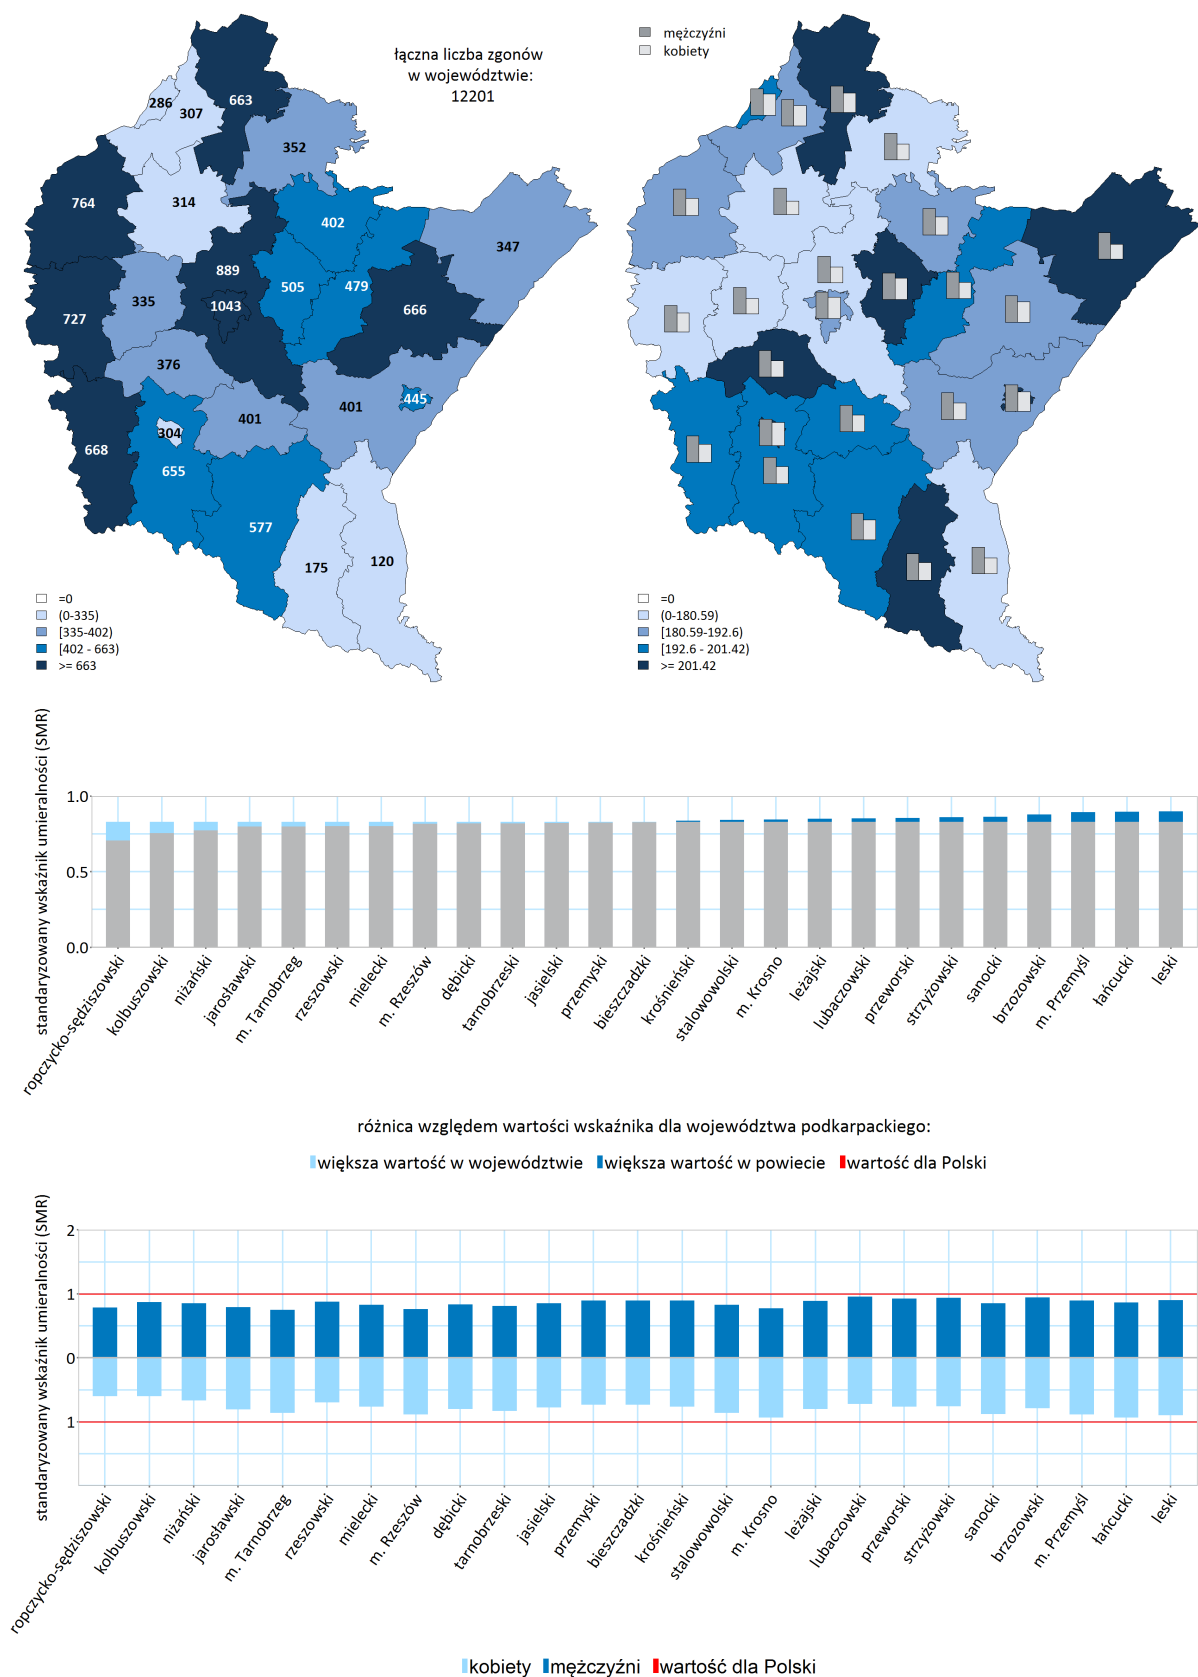 łączna liczba zgonów
w województwie:
12201
286
307
663
352
764
314
402
347
889
505
479
335
1043
666
727
376
401
401
445
304
668
655
577
175
120
=0
(0-335)
[335-402)
[402 - 663)
>= 663
mężczyźni
kobiety
=0
(0-180.59)
[180.59-192.6)
[192.6 - 201.42)
>= 201.42
standaryzowany wskaźnik umieralności (SMR)
1.0
0.5
0.0
ropczycko-sędziszowski
kolbuszowski
niżański
jarosławski
m. Tarnobrzeg
rzeszowski
mielecki
m. Rzeszów
dębicki
tarnobrzeski
jasielski
przemyski
bieszczadzki
krośnieński
stalowowolski
m. Krosno
leżajski
lubaczowski
przeworski
strzyżowski
sanocki
brzozowski
m. Przemyśl
łańcucki
leski
różnica względem wartości wskaźnika dla województwa podkarpackiego:
większa wartość w województwie większa wartość w powiecie wartość dla Polski
standaryzowany wskaźnik umieralności (SMR)
2
1
0
1
ropczycko-sędziszowski
kolbuszowski
niżański
jarosławski
m. Tarnobrzeg
rzeszowski
mielecki
m. Rzeszów
dębicki
tarnobrzeski
jasielski
przemyski
bieszczadzki
krośnieński
stalowowolski
m. Krosno
leżajski
lubaczowski
przeworski
strzyżowski
sanocki
brzozowski
m. Przemyśl
łańcucki
leski
kobiety mężczyźni wartość dla Polski